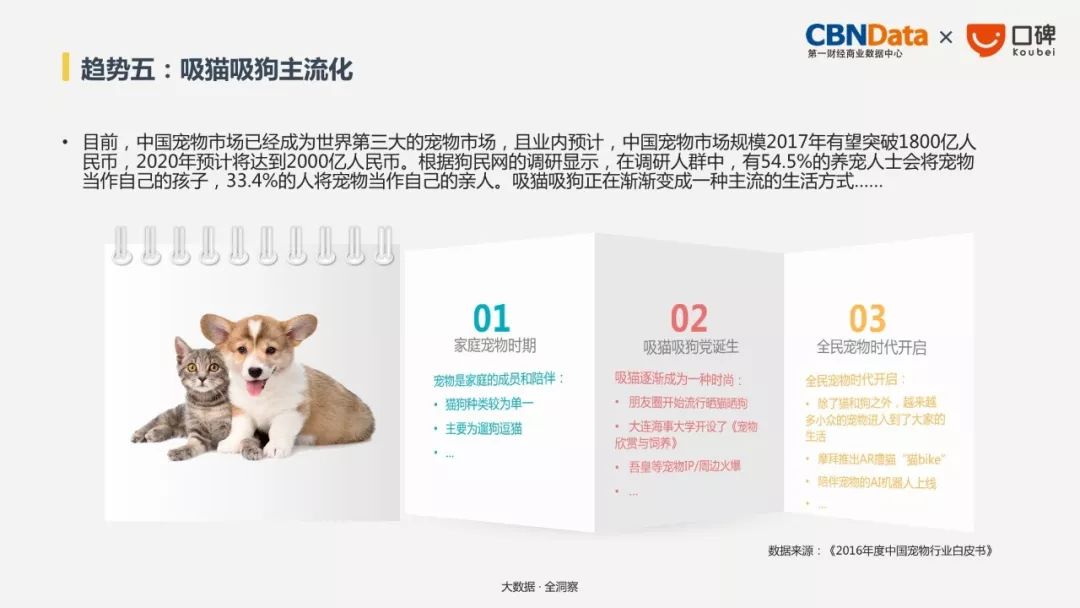 CBNData × 口碑
第一财经商业数据中心 Koubei
趋势五：吸猫吸狗主流化
• 目前，中国宠物市场已经成为世界第三大的宠物市场，且业内预计，中国宠物市场规模2017年有望突破1800亿人
民币，2020年预计将达到2000亿人民币。根据狗民网的调研显示，在调研人群中，有54.5%的养宠人士会将宠物
当作自己的孩子，33.4%的人将宠物当作自己的亲人。吸猫吸狗正在渐渐变成一种主流的生活方式......
01
家庭宠物时期
宠物是家庭的成员和陪伴：
• 猫狗种类较为单一
• 主要为遛狗逗猫
• ...
02
吸猫吸狗党诞生
吸猫逐渐成为一种时尚：
• 朋友圈开始流行晒猫晒狗
• 大连海事大学开设了《宠物
欣赏与饲养》
• 吾皇等宠物IP/周边火爆
• ...
03
全民宠物时代开启
全民宠物时代开启：
• 除了猫和狗之外，越来越
多小众的宠物进入到了大家的
生活
• 摩拜推出AR撸猫“猫bike”
• 陪伴宠物的AI机器人上线
• ...
数据来源：《2016年度中国宠物行业白皮书》
大数据·全洞察